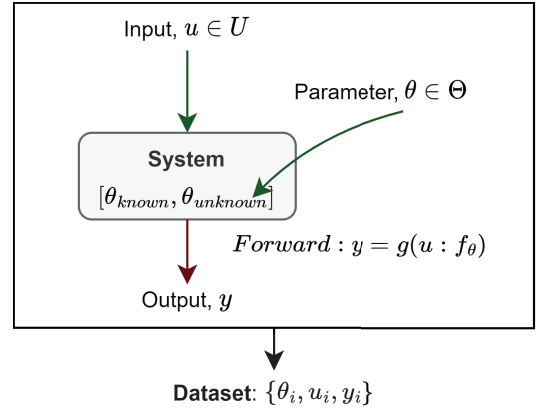 Input, u ∈ U
Parameter, θ ∈ Θ
System
[θ_known, θ_unknown]
Forward : y = g(u : f_θ)
Output, y
Dataset: {θ_i, u_i, y_i}